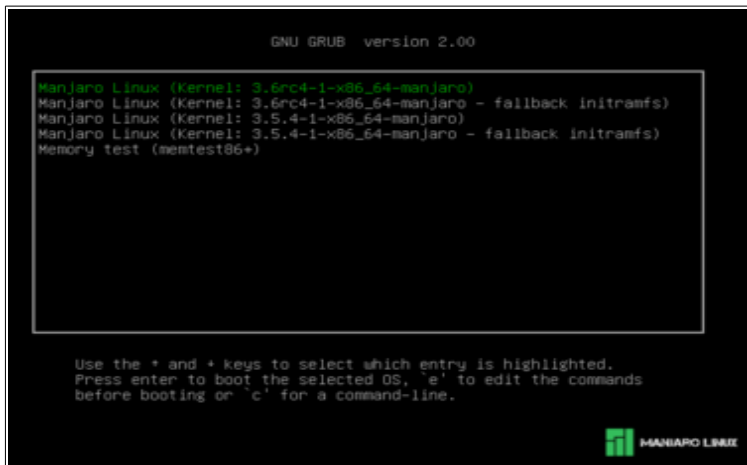 GNU GRUB version 2.00
Manjaro Linux (Kernel: 3.6rc4-1-x86_64-manjaro)
Manjaro Linux (Kernel: 3.6rc4-1-x86_64-manjaro - fallback initramfs)
Manjaro Linux (Kernel: 3.5.4-1-x86_64-manjaro)
Manjaro Linux (Kernel: 3.5.4-1-x86_64-manjaro - fallback initramfs)
Memory test (memtest86+)
Use the ↑ and ↓ keys to select which entry is highlighted.
Press enter to boot the selected OS, `e' to edit the commands
before booting or `c' for a command-line.
MANJARO LINUX